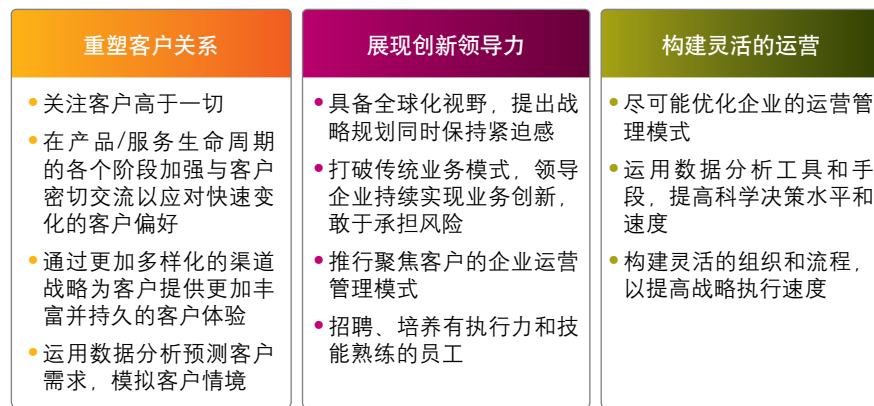 重塑客户关系
• 关注客户高于一切
• 在产品/服务生命周期
的各个阶段加强与客户
密切交流以应对快速变
化的客户偏好
• 通过更加多样化的渠道
战略为客户提供更加丰
富并持久的客户体验
• 运用数据分析预测客户
需求，模拟客户情境
展现创新领导力
• 具备全球化视野，提出战
略规划同时保持紧迫感
• 打破传统业务模式，领导
企业持续实现业务创新，
敢于承担风险
• 推行聚焦客户的企业运营
管理模式
• 招聘、培养有执行力和技
能熟练的员工
构建灵活的运营
• 尽可能优化企业的运营管
理模式
• 运用数据分析工具和手
段，提高科学决策水平和
速度
• 构建灵活的组织和流程，
以提高战略执行速度